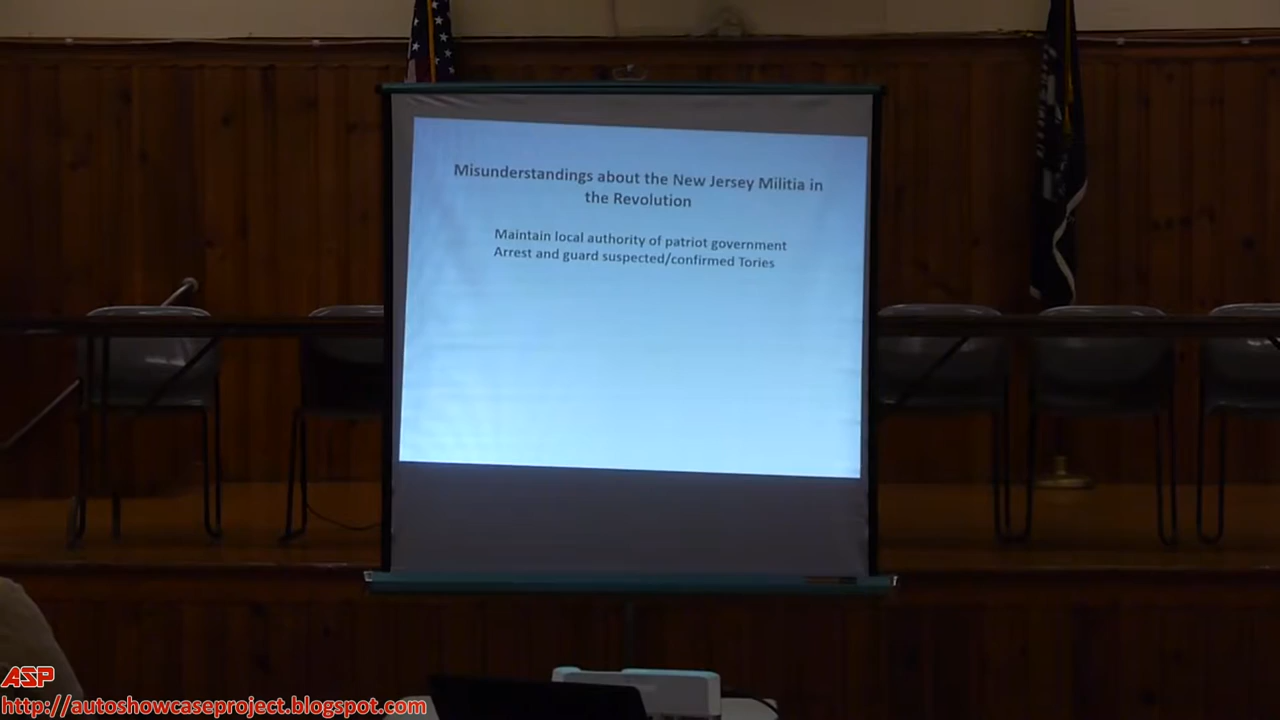 Misunderstandings about the New Jersey Militia in
the Revolution
Maintain local authority of patriot government
Arrest and guard suspected/confirmed Tories
ASP
http://autoshowcaseproject.blogspot.com